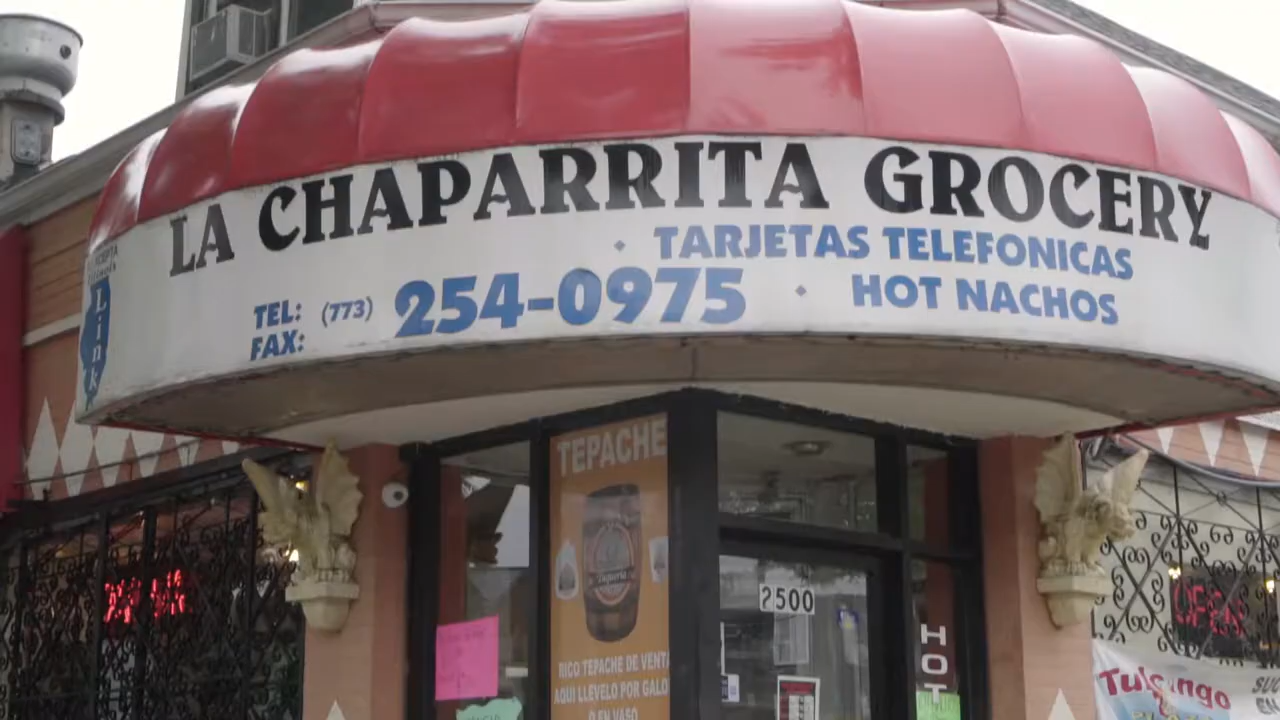 LA CHAPARRITA GROCERY
TARJETAS TELEFONICAS
TEL: (773) 254-0975
HOT NACHOS
FAX:
Link
TEPACHE
Taqueria
RICO TEPACHE DE VENTA
AQUI LLEVELO POR GALO
O EN VASO
2500
HOT
OPEN